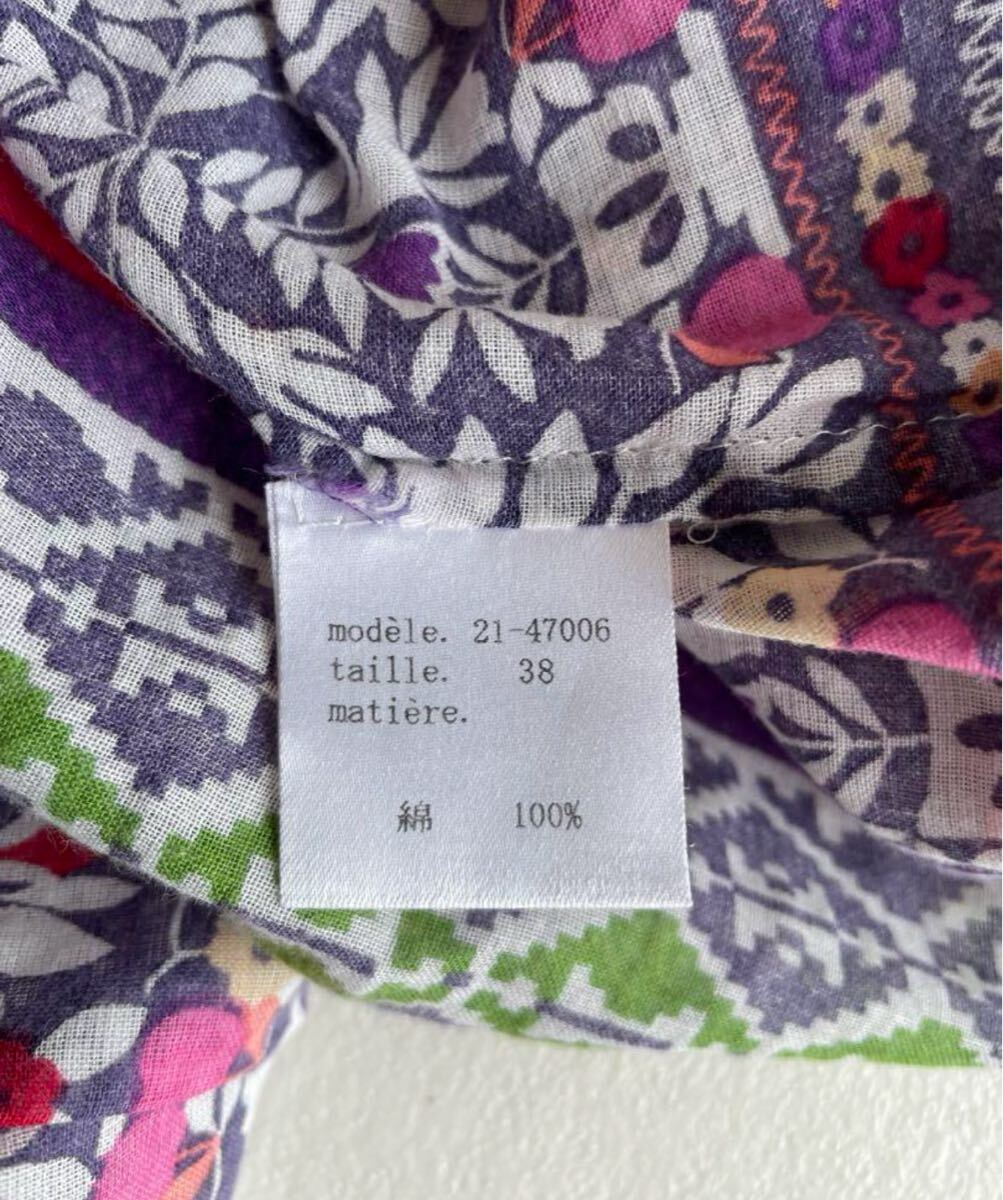 modèle. 21-47006
taille. 38
matière.
綿 100%